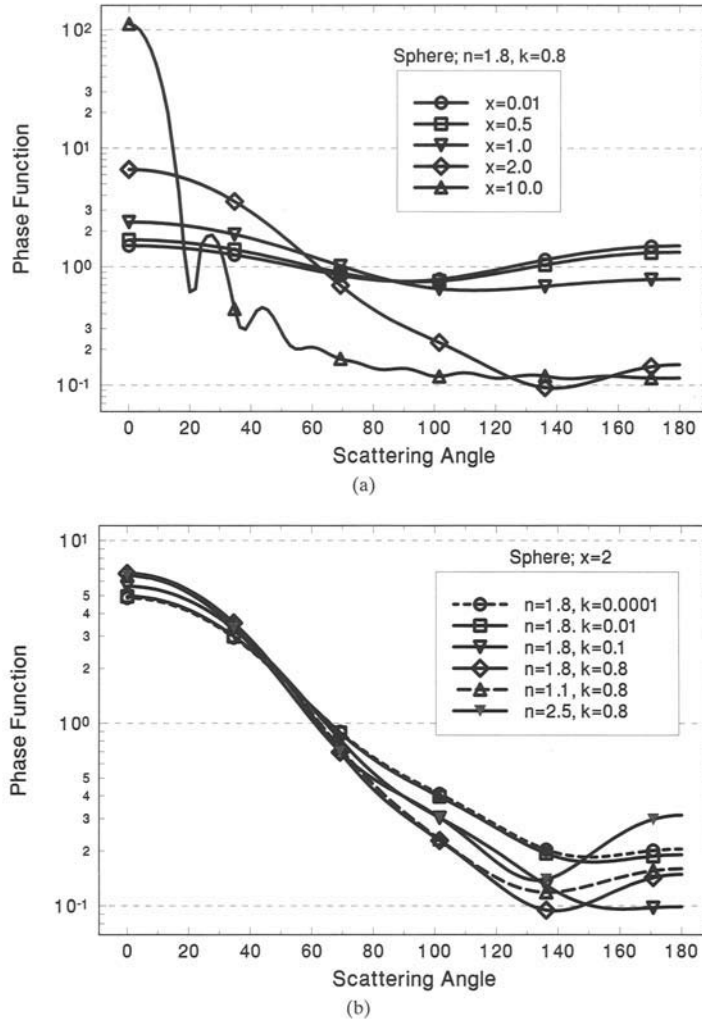 10²
3
2
10¹
3
2
10⁰
3
2
10⁻¹
Phase Function
Sphere; n=1.8, k=0.8
x=0.01
x=0.5
x=1.0
x=2.0
x=10.0
0 20 40 60 80 100 120 140 160 180
Scattering Angle
(a)
10¹
5
4
3
2
10⁰
5
4
3
2
10⁻¹
Phase Function
Sphere; x=2
n=1.8, k=0.0001
n=1.8. k=0.01
n=1.8, k=0.1
n=1.8, k=0.8
n=1.1, k=0.8
n=2.5, k=0.8
0 20 40 60 80 100 120 140 160 180
Scattering Angle
(b)